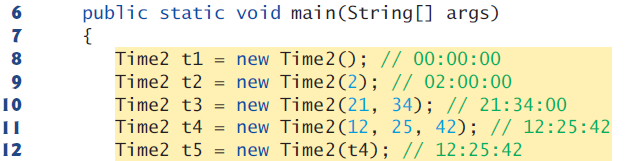 6 public static void main(String[] args)
7 {
8 Time2 t1 = new Time2(); // 00:00:00
9 Time2 t2 = new Time2(2); // 02:00:00
10 Time2 t3 = new Time2(21, 34); // 21:34:00
11 Time2 t4 = new Time2(12, 25, 42); // 12:25:42
12 Time2 t5 = new Time2(t4); // 12:25:42